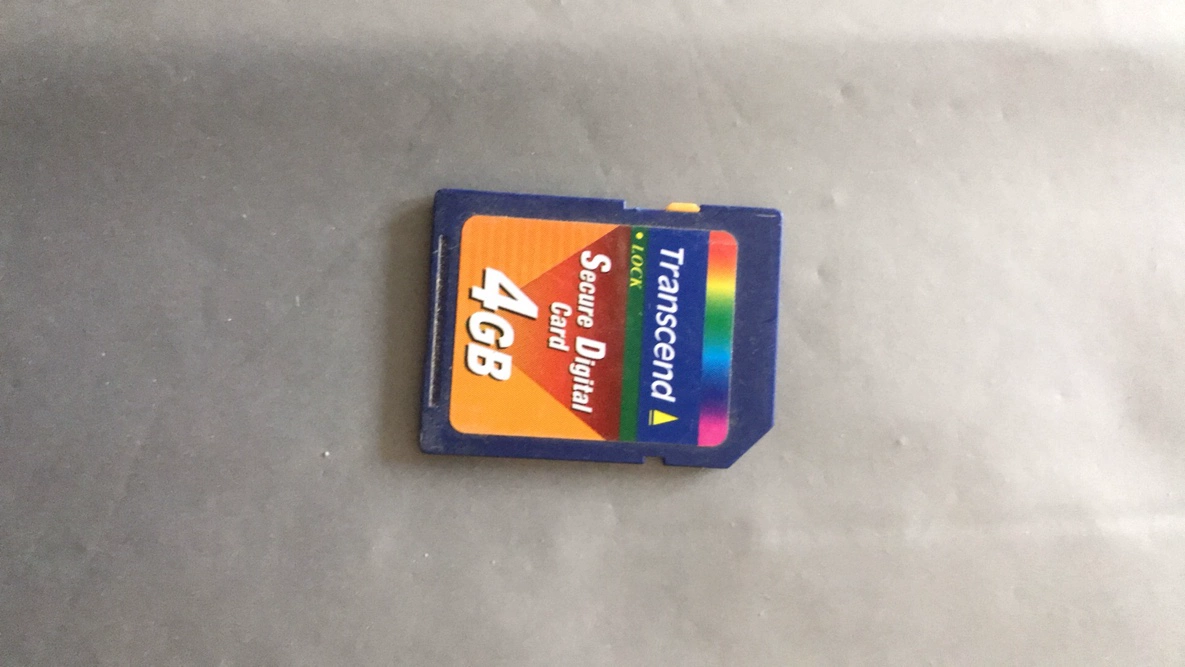 Transcend
• LOCK
Secure Digital
Card
4GB